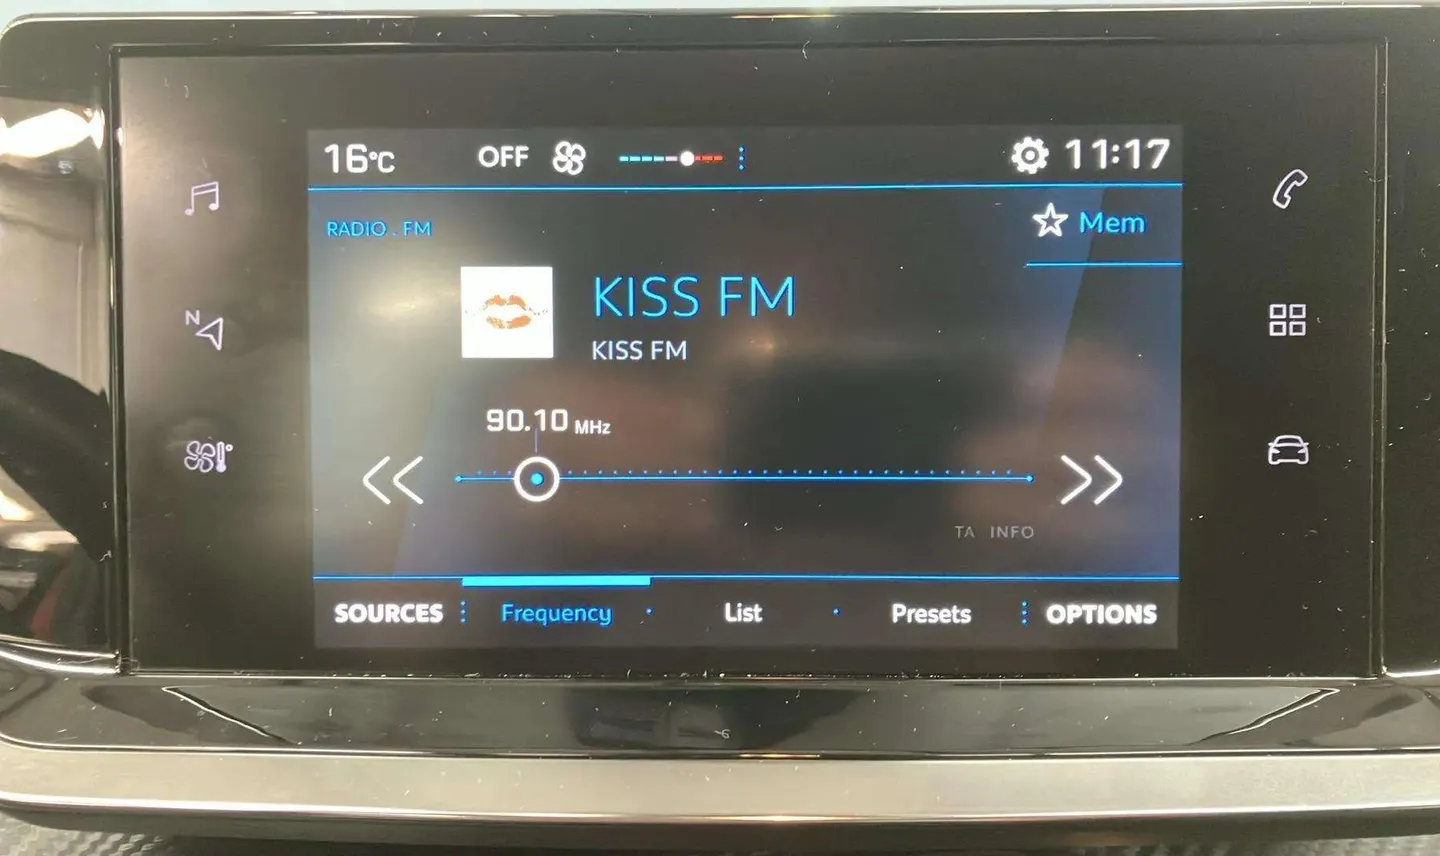 16°C OFF 11:17
RADIO . FM
Mem
KISS FM
KISS FM
N
90.10 MHz
TA INFO
SOURCES Frequency List Presets OPTIONS